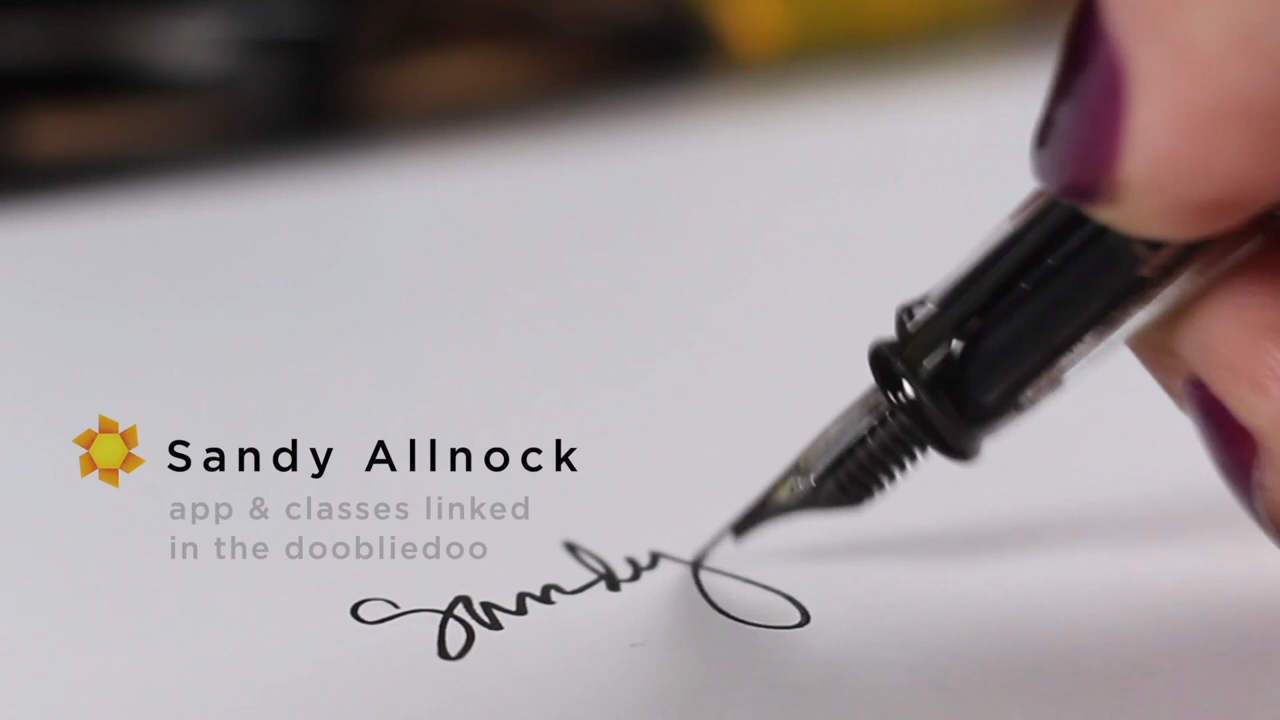 Sandy Allnock
app & classes linked
in the doobliedoo
Sandy